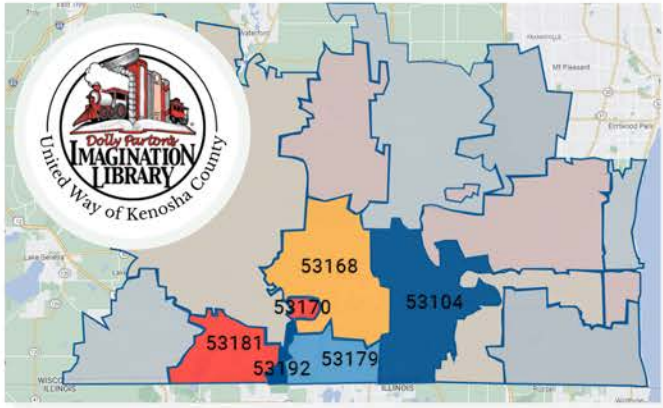 Dolly Parton's
IMAGINATION
LIBRARY
United Way of Kenosha County
Mt Pleasant
Elmwood Park
Lake Geneva
53168
53170
53104
53181
53179
53192
ILLINOIS
ILLINOIS